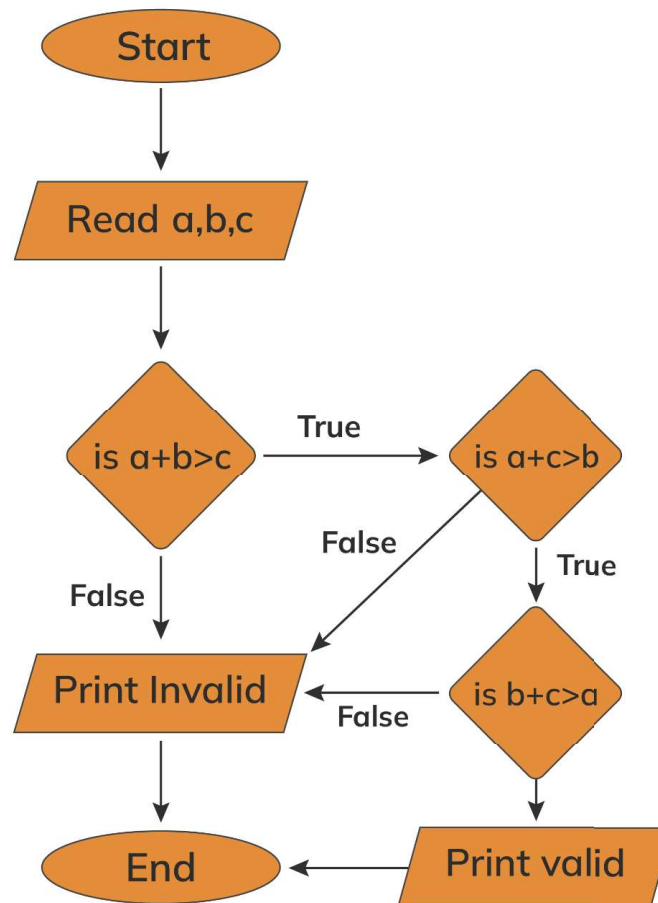 Start
Read a,b,c
is a+b>c
True
is a+c>b
False
False
True
Print Invalid
False
is b+c>a
End
Print valid